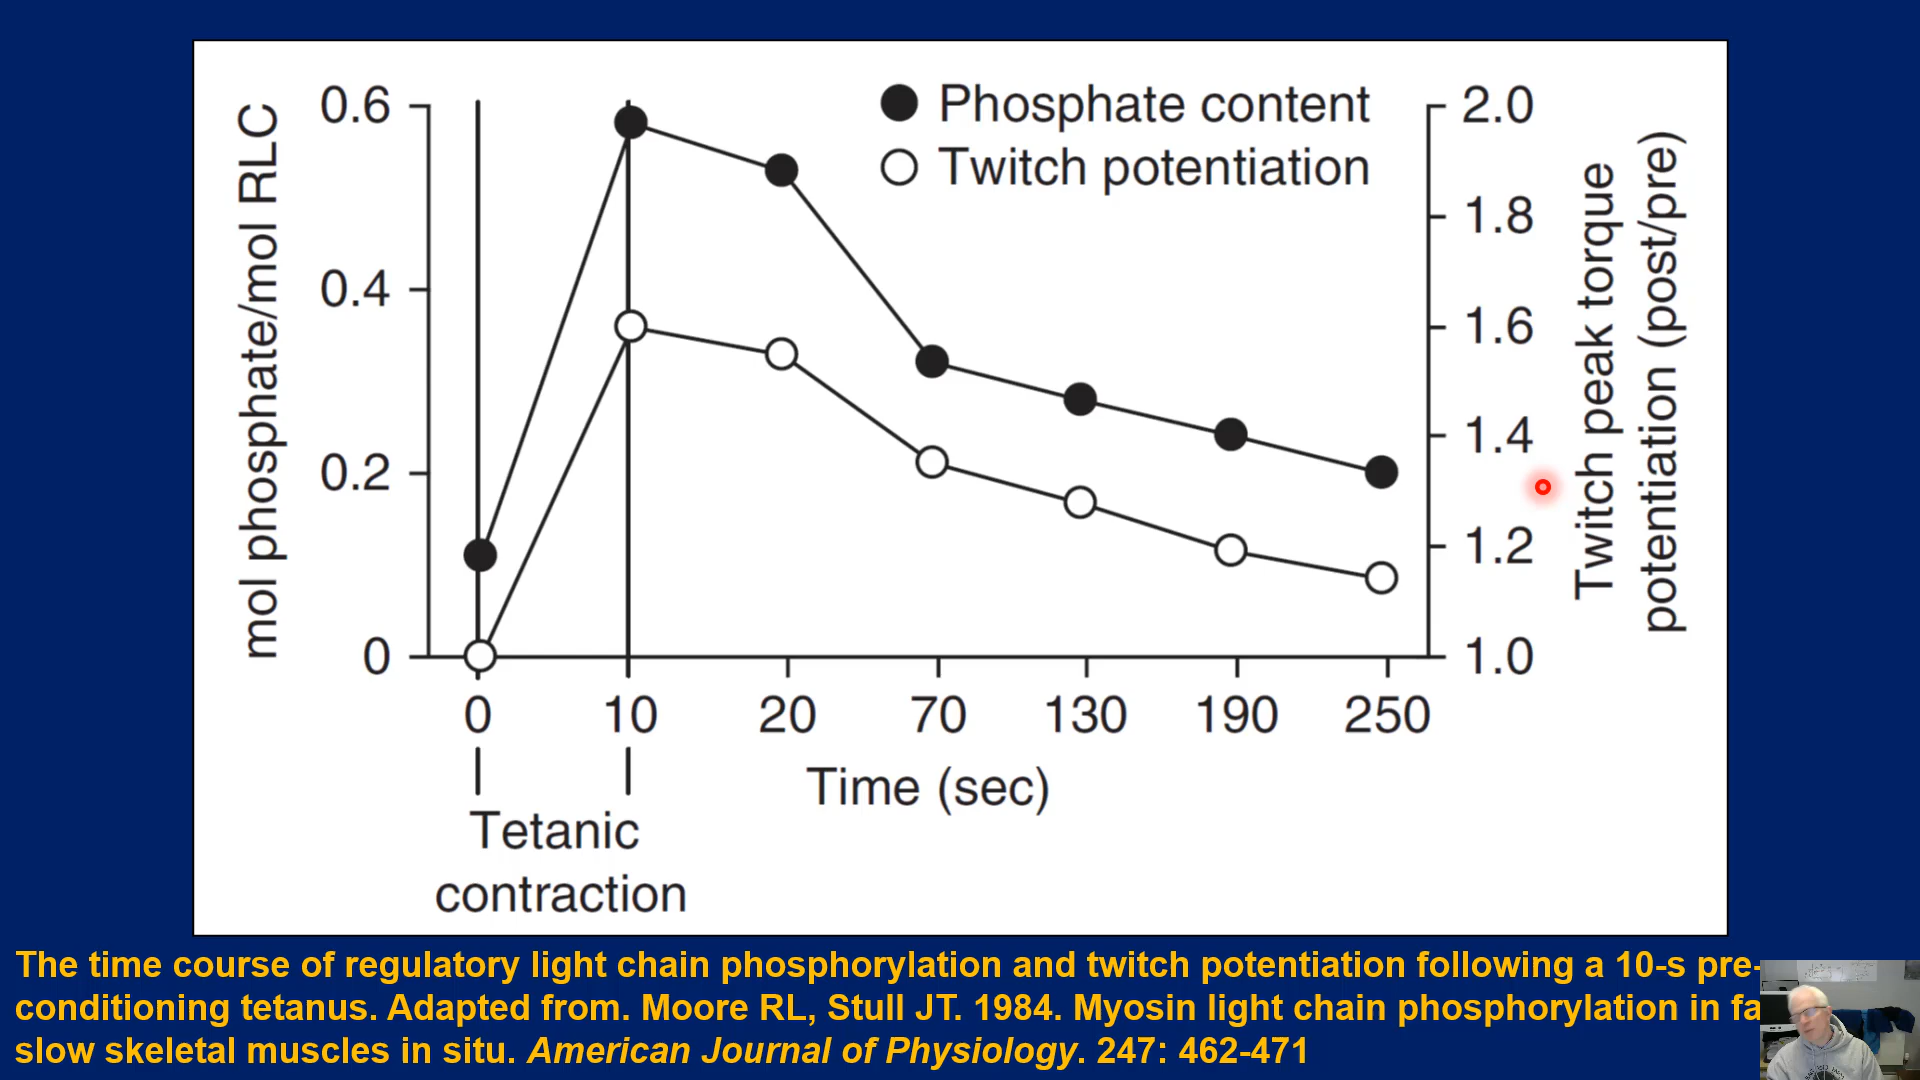 Phosphate content
Twitch potentiation
mol phosphate/mol RLC
0.6
0.4
0.2
0
2.0
1.8
1.6
1.4
1.2
1.0
Twitch peak torque
potentiation (post/pre)
0 10 20 70 130 190 250
Time (sec)
Tetanic
contraction
The time course of regulatory light chain phosphorylation and twitch potentiation following a 10-s pre-
conditioning tetanus. Adapted from. Moore RL, Stull JT. 1984. Myosin light chain phosphorylation in
slow skeletal muscles in situ. American Journal of Physiology. 247: 462-471